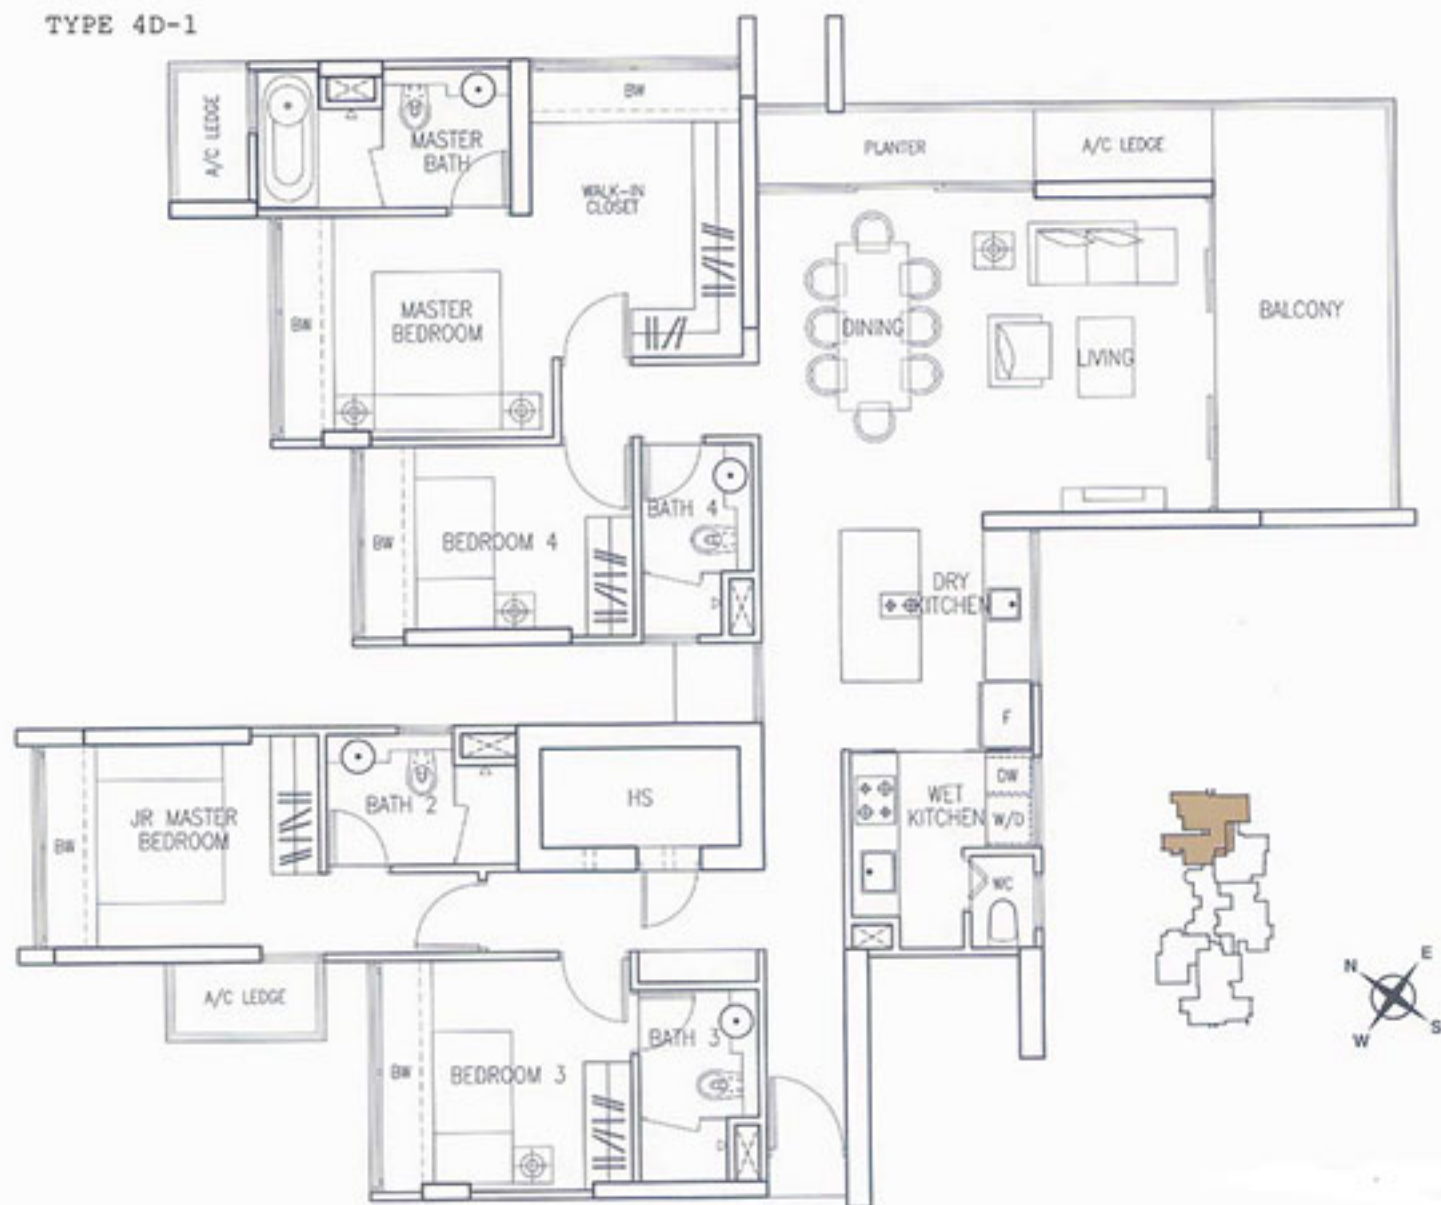 TYPE 4D-1
A/C LEDGE
MASTER
BATH
BW
WALK-IN
CLOSET
PLANTER
A/C LEDGE
BW
MASTER
BEDROOM
DINING
LIVING
BALCONY
BW
BEDROOM 4
BATH 4
DRY
KITCHEN
F
BW
JR MASTER
BEDROOM
BATH 2
HS
WET
KITCHEN
DW
W/D
WC
A/C LEDGE
BW
BEDROOM 3
BATH 3
N
E
W
S